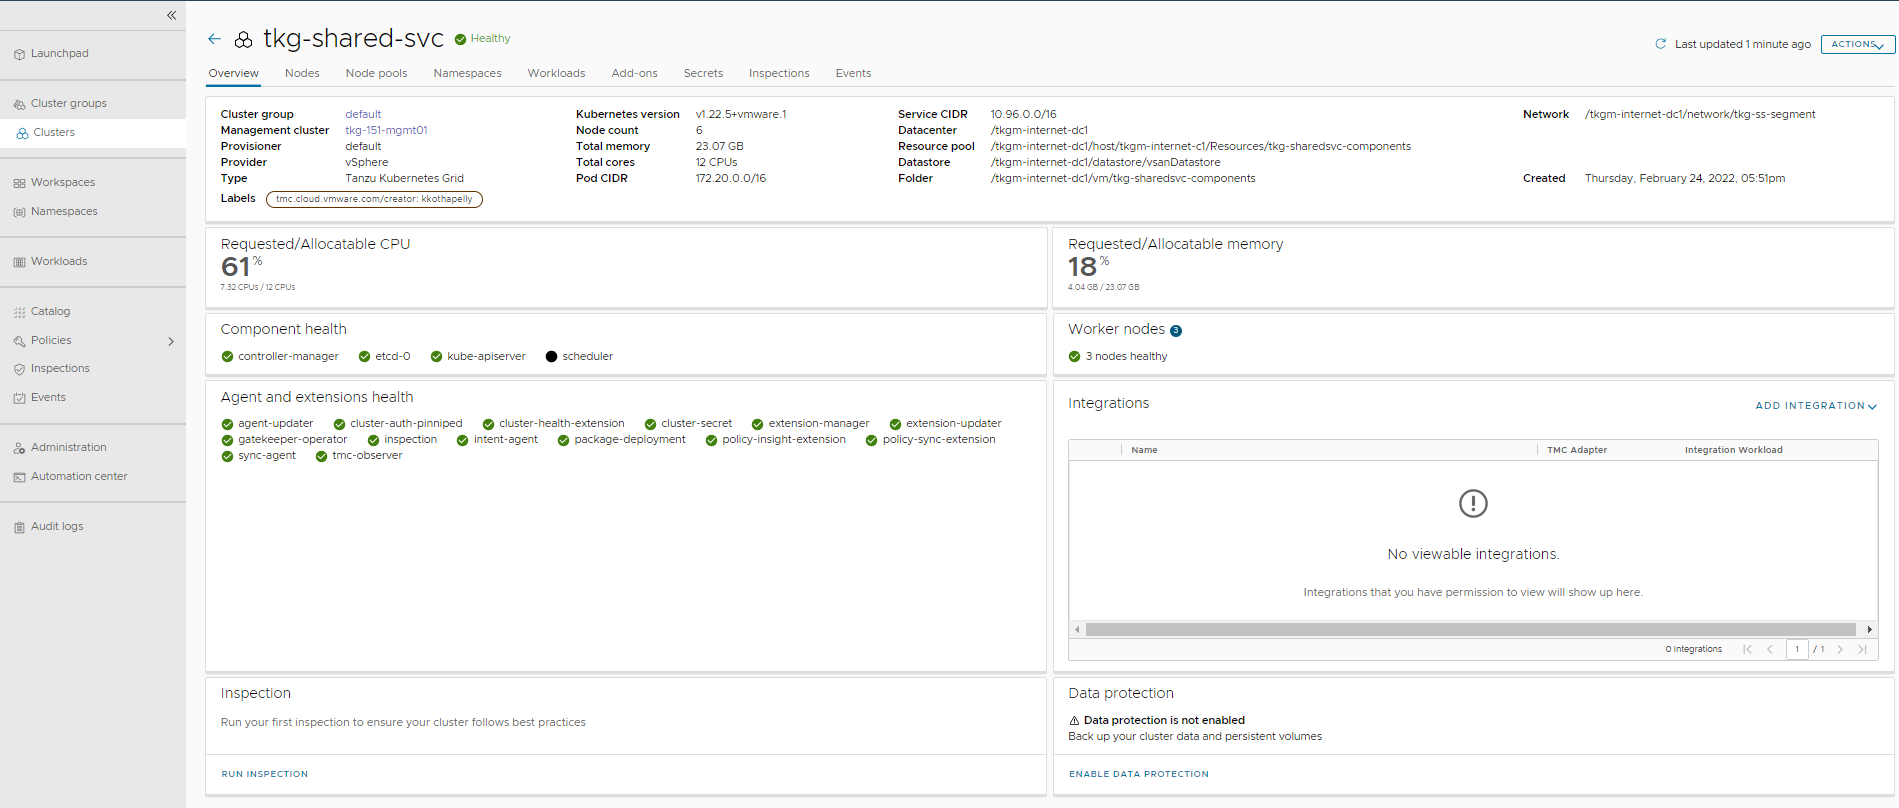 tkg-shared-svc Healthy
Last updated 1 minute ago ACTIONS
Launchpad
Cluster groups
Clusters
Workspaces
Namespaces
Workloads
Catalog
Policies
Inspections
Events
Administration
Automation center
Audit logs
Overview Nodes Node pools Namespaces Workloads Add-ons Secrets Inspections Events
Cluster group default
Management cluster tkg-151-mgmt01
Provisioner default
Provider vSphere
Type Tanzu Kubernetes Grid
Labels tmc.cloud.vmware.com/creator: kkothapelly
Kubernetes version v1.22.5+vmware.1
Node count 6
Total memory 23.07 GB
Total cores 12 CPUs
Pod CIDR 172.20.0.0/16
Service CIDR 10.96.0.0/16
Datacenter /tkgm-internet-dc1
Resource pool /tkgm-internet-dc1/host/tkgm-internet-c1/Resources/tkg-sharedsvc-components
Datastore /tkgm-internet-dc1/datastore/vsanDatastore
Folder /tkgm-internet-dc1/vm/tkg-sharedsvc-components
Network /tkgm-internet-dc1/network/tkg-ss-segment
Created Thursday, February 24, 2022, 05:51pm
Requested/Allocatable CPU
61%
7.32 CPUs / 12 CPUs
Requested/Allocatable memory
18%
4.04 GB / 23.07 GB
Component health
controller-manager etcd-0 kube-apiserver scheduler
Worker nodes 3
3 nodes healthy
Agent and extensions health
agent-updater cluster-auth-pinniped cluster-health-extension cluster-secret extension-manager extension-updater
gatekeeper-operator inspection intent-agent package-deployment policy-insight-extension policy-sync-extension
sync-agent tmc-observer
Integrations
ADD INTEGRATION
Name TMC Adapter Integration Workload
No viewable integrations.
Integrations that you have permission to view will show up here.
0 Integrations 1 / 1
Inspection
Run your first inspection to ensure your cluster follows best practices
RUN INSPECTION
Data protection
Data protection is not enabled
Back up your cluster data and persistent volumes
ENABLE DATA PROTECTION